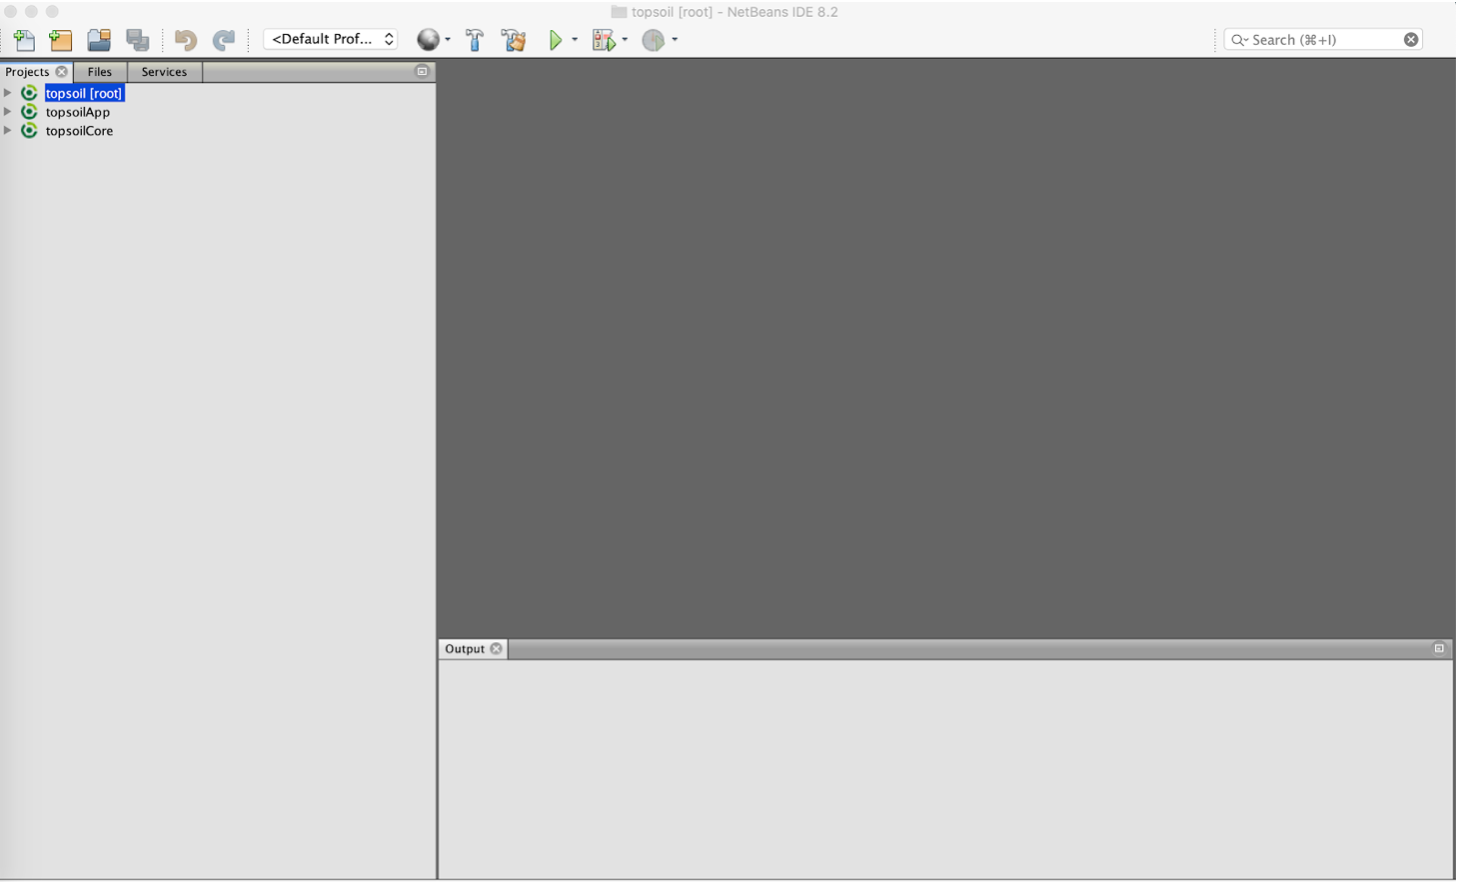 topsoil [root] - NetBeans IDE 8.2
<Default Prof...
Search (⌘+I)
Projects Files Services
topsoil [root]
topsoilApp
topsoilCore
Output